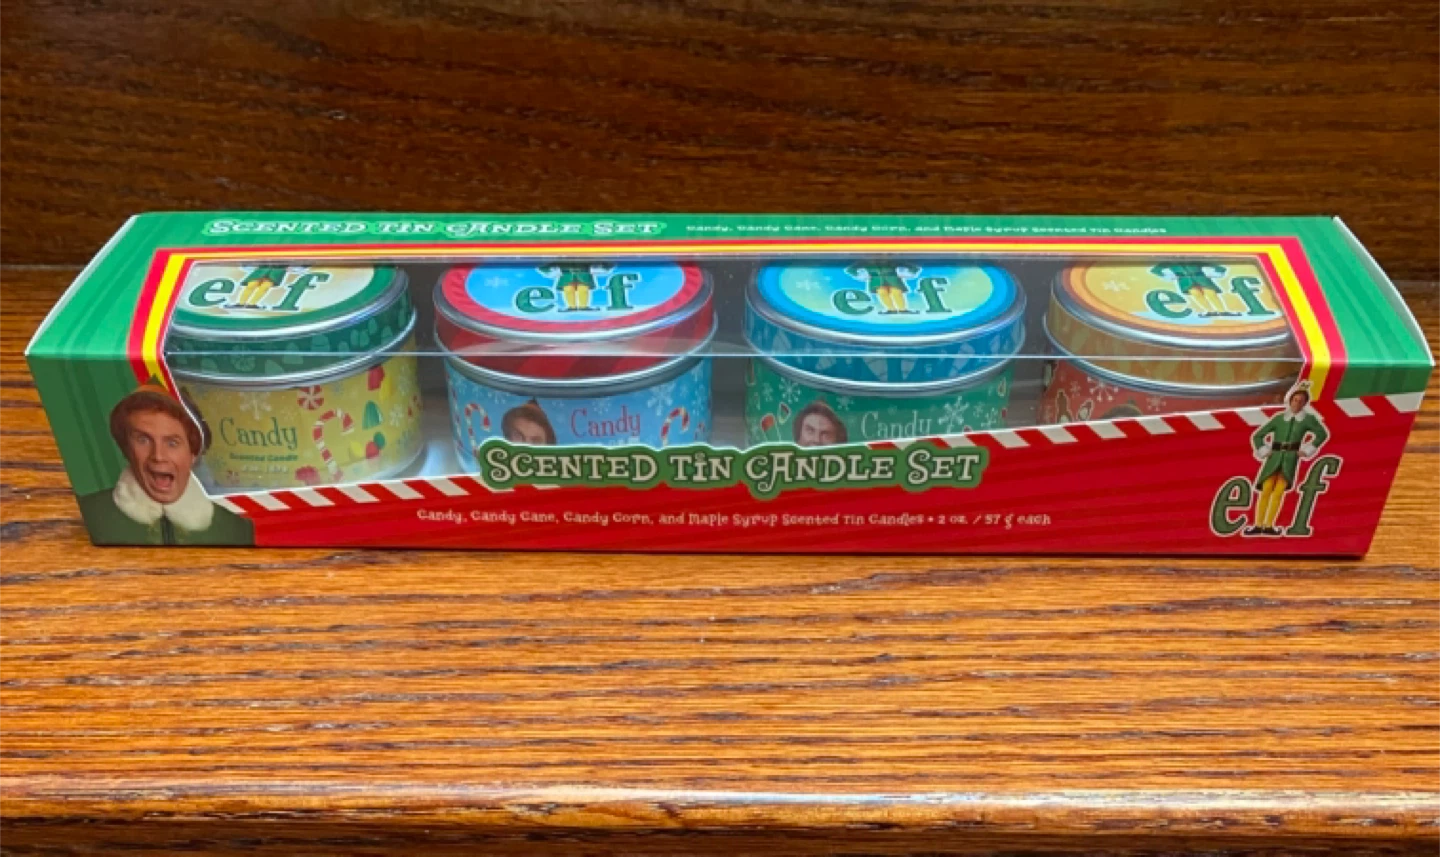 Scented Tin Candle Set
Candy, Candy Cane, Candy Corn, and Maple Syrup Scented Tin Candles
elf
elf
elf
elf
Candy
Scented Candle
Candy
Candy
Scented Tin Candle Set
Candy, Candy Cane, Candy Corn, and Maple Syrup Scented Tin Candles • 2 oz. / 57 g each
elf